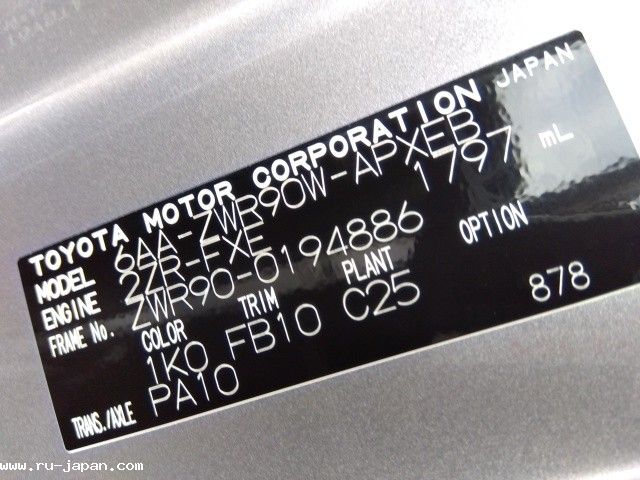 TOYOTA MOTOR CORPORATION JAPAN
MODEL 6AA-ZWR90W-APXEB
ENGINE 2ZR-FXE 1797 mL
FRAME No. ZWR90-0194886
COLOR TRIM PLANT OPTION
1K0 FB10 C25 878
TRANS./AXLE PA10
www.ru-japan.com